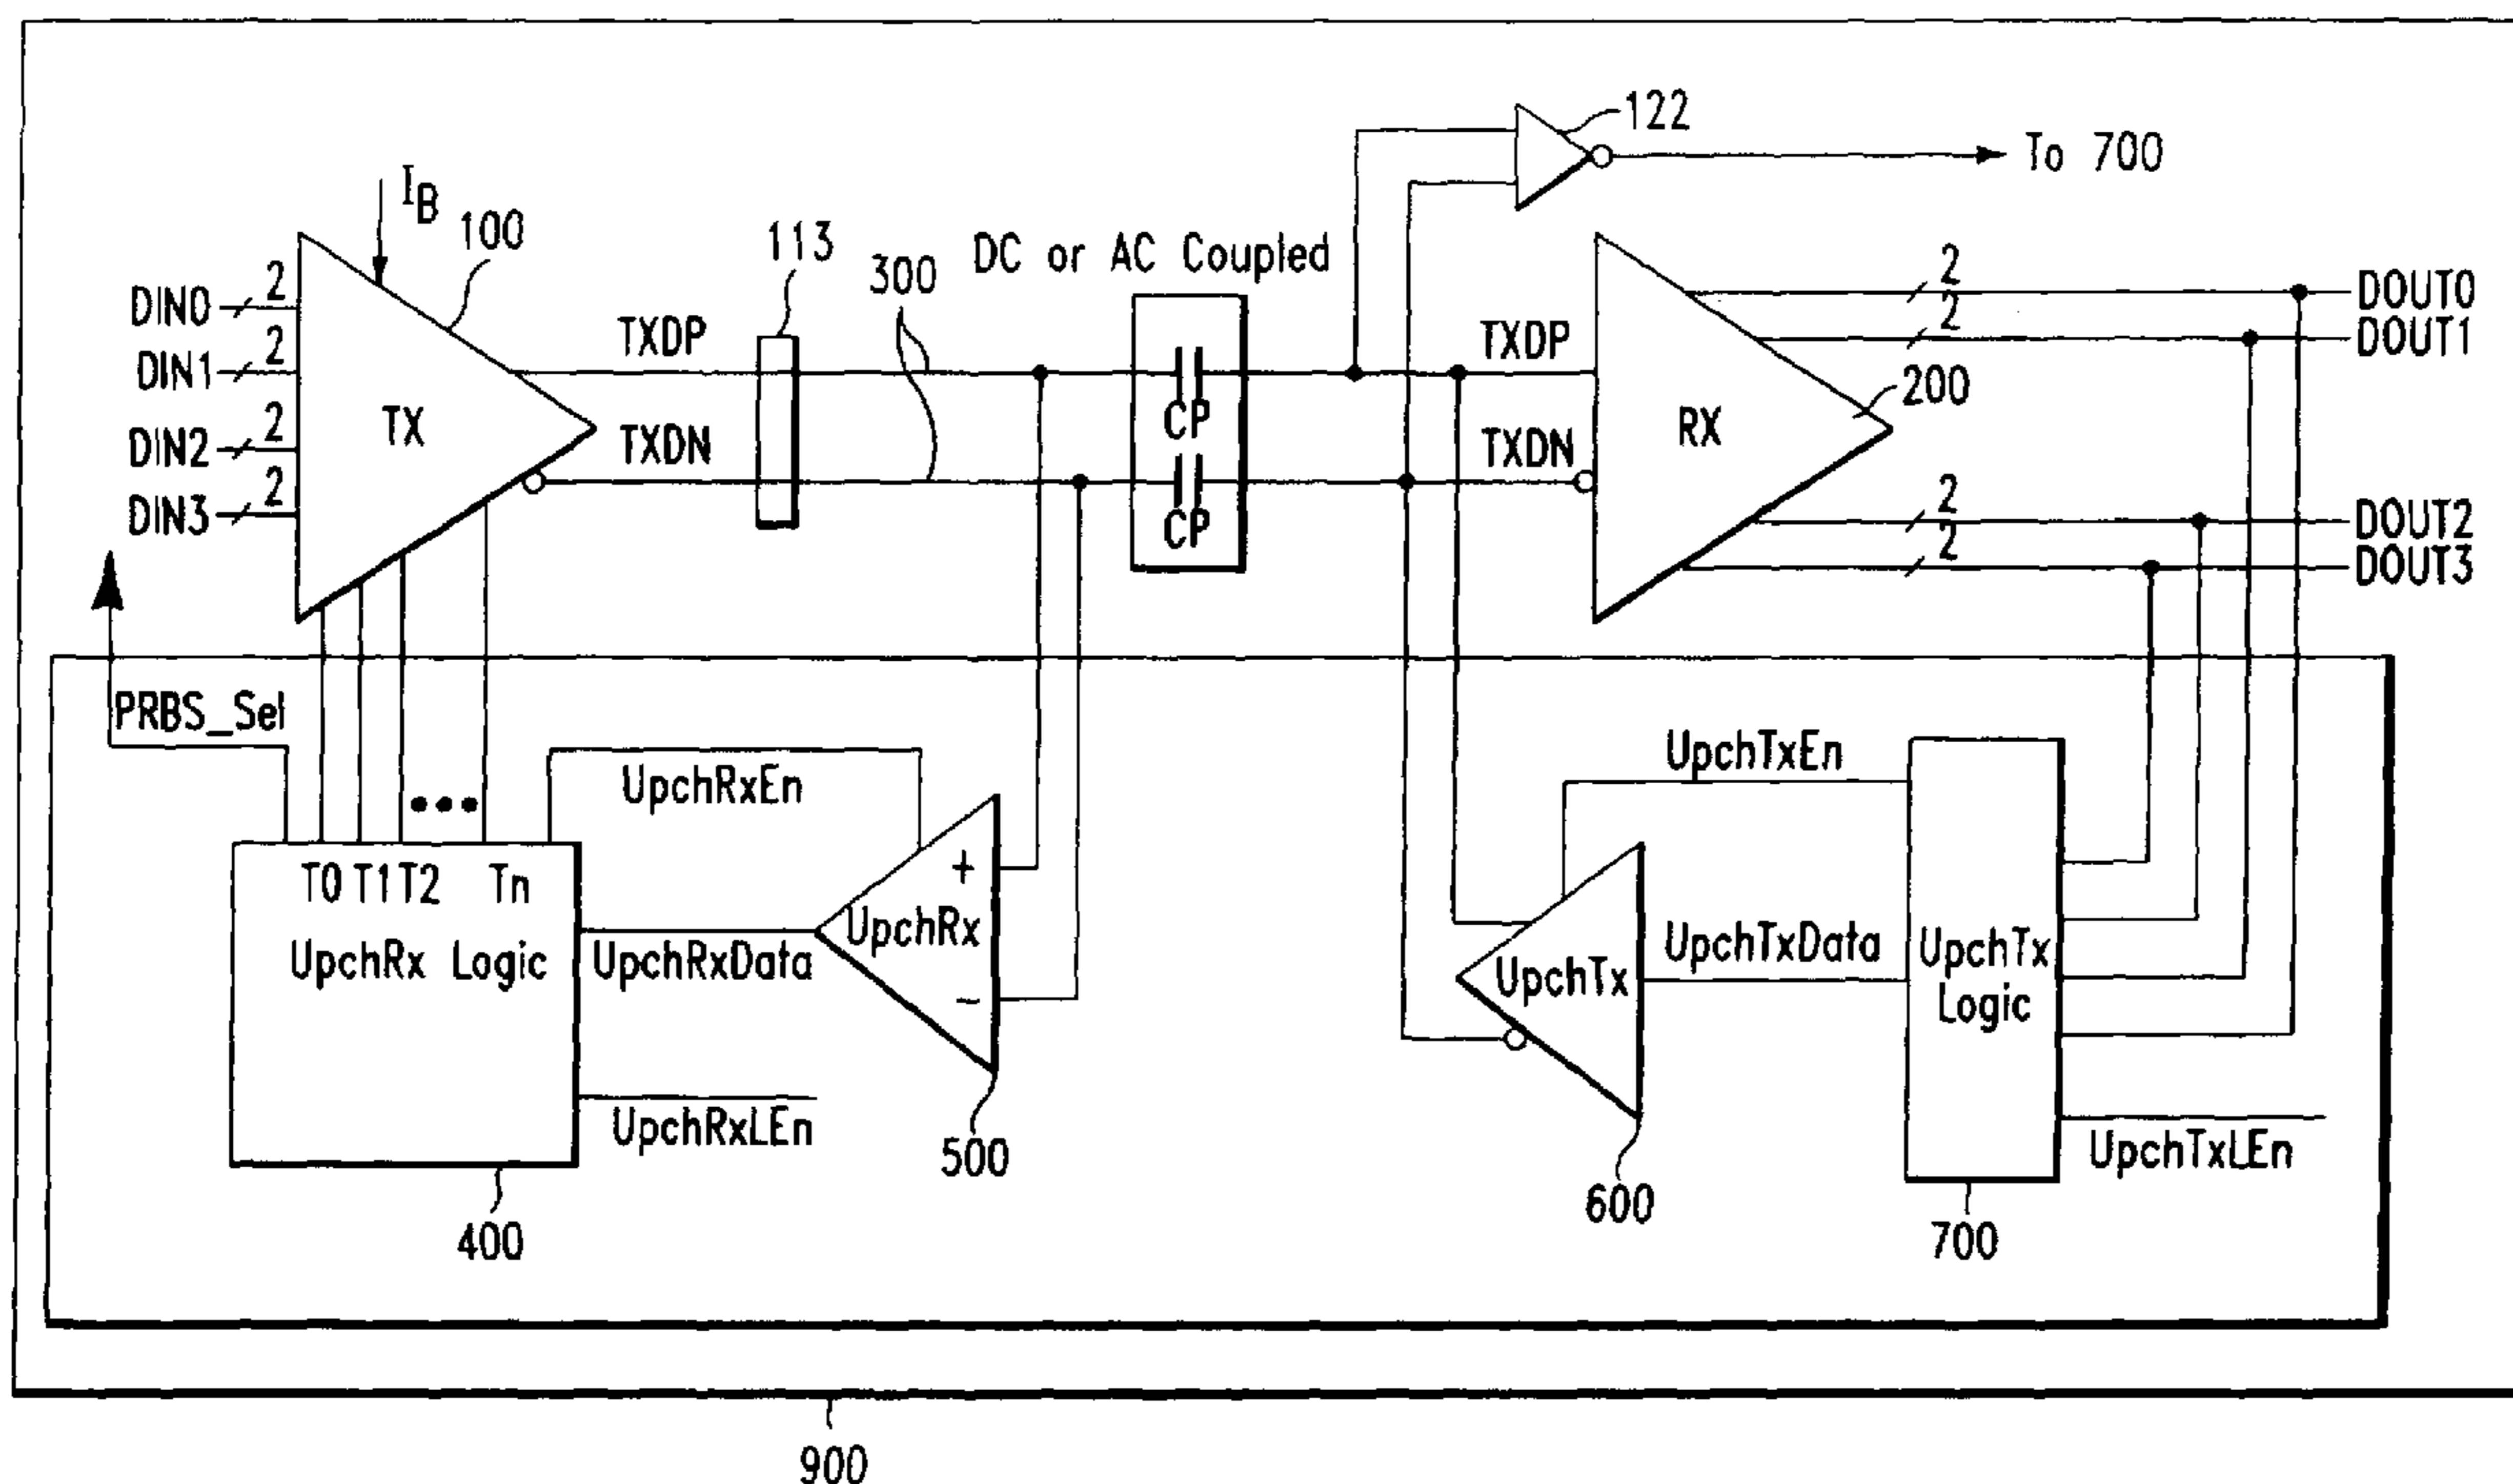 122
To 700
IB
100
113
300
DC or AC Coupled
DIN0
2
DIN1
2
DIN2
2
DIN3
2
TX
TXDP
TXDN
CP
CP
TXDP
TXDN
RX
200
2
DOUT0
2
DOUT1
2
DOUT2
2
DOUT3
PRBS_Sel
UpchRxEn
T0 T1 T2 Tn
UpchRx Logic
UpchRxData
UpchRx
+
−
UpchRxLEn
400
500
UpchTxEn
UpchTx
UpchTxData
UpchTx
Logic
UpchTxLEn
600
700
900